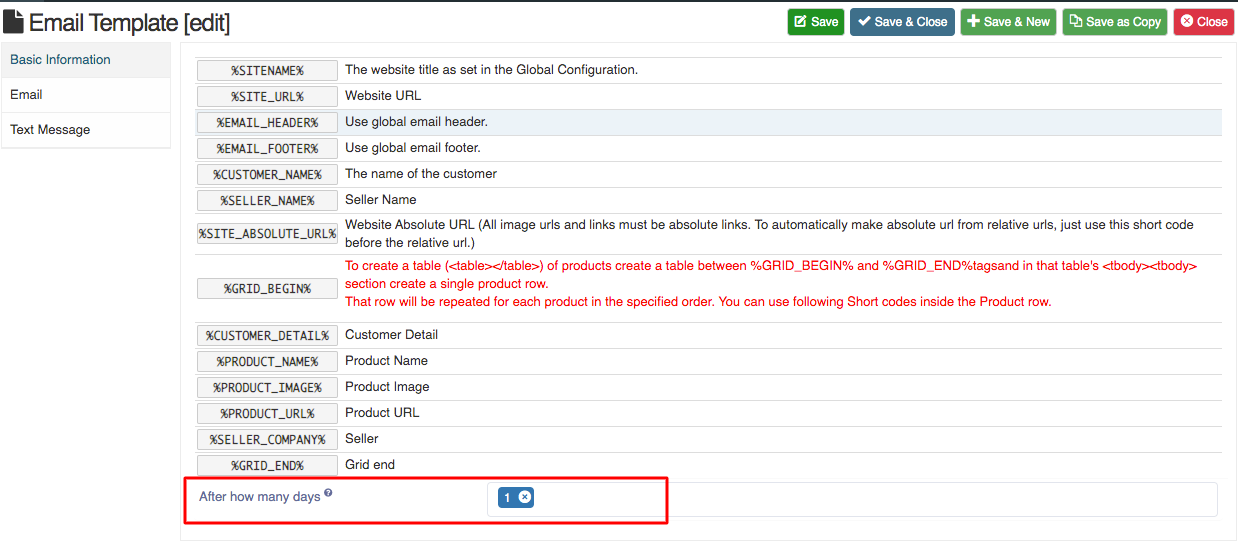 Email Template [edit]
Save
Save & Close
Save & New
Save as Copy
Close
Basic Information
Email
Text Message
%SITENAME% The website title as set in the Global Configuration.
%SITE_URL% Website URL
%EMAIL_HEADER% Use global email header.
%EMAIL_FOOTER% Use global email footer.
%CUSTOMER_NAME% The name of the customer
%SELLER_NAME% Seller Name
%SITE_ABSOLUTE_URL% Website Absolute URL (All image urls and links must be absolute links. To automatically make absolute url from relative urls, just use this short code
before the relative url.)
%GRID_BEGIN% To create a table (<table></table>) of products create a table between %GRID_BEGIN% and %GRID_END%tagsand in that table's <tbody><tbody>
section create a single product row.
That row will be repeated for each product in the specified order. You can use following Short codes inside the Product row.
%CUSTOMER_DETAIL% Customer Detail
%PRODUCT_NAME% Product Name
%PRODUCT_IMAGE% Product Image
%PRODUCT_URL% Product URL
%SELLER_COMPANY% Seller
%GRID_END% Grid end
After how many days ? 1